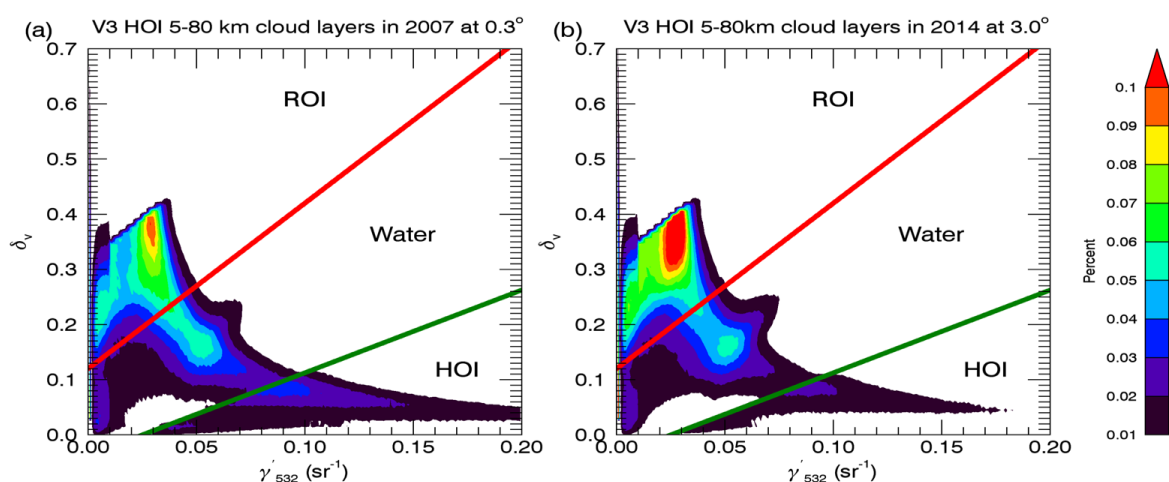 V3 HOI 5-80 km cloud layers in 2007 at 0.3°
(a)
0.7
0.6
0.5
0.4
0.3
0.2
0.1
0.0
δv
ROI
Water
HOI
0.00 0.05 0.10 0.15 0.20
γ'532 (sr-1)
V3 HOI 5-80km cloud layers in 2014 at 3.0°
(b)
0.7
0.6
0.5
0.4
0.3
0.2
0.1
0.0
δv
ROI
Water
HOI
0.00 0.05 0.10 0.15 0.20
γ'532 (sr-1)
0.1
0.09
0.08
0.07
0.06
0.05
0.04
0.03
0.02
0.01
Percent